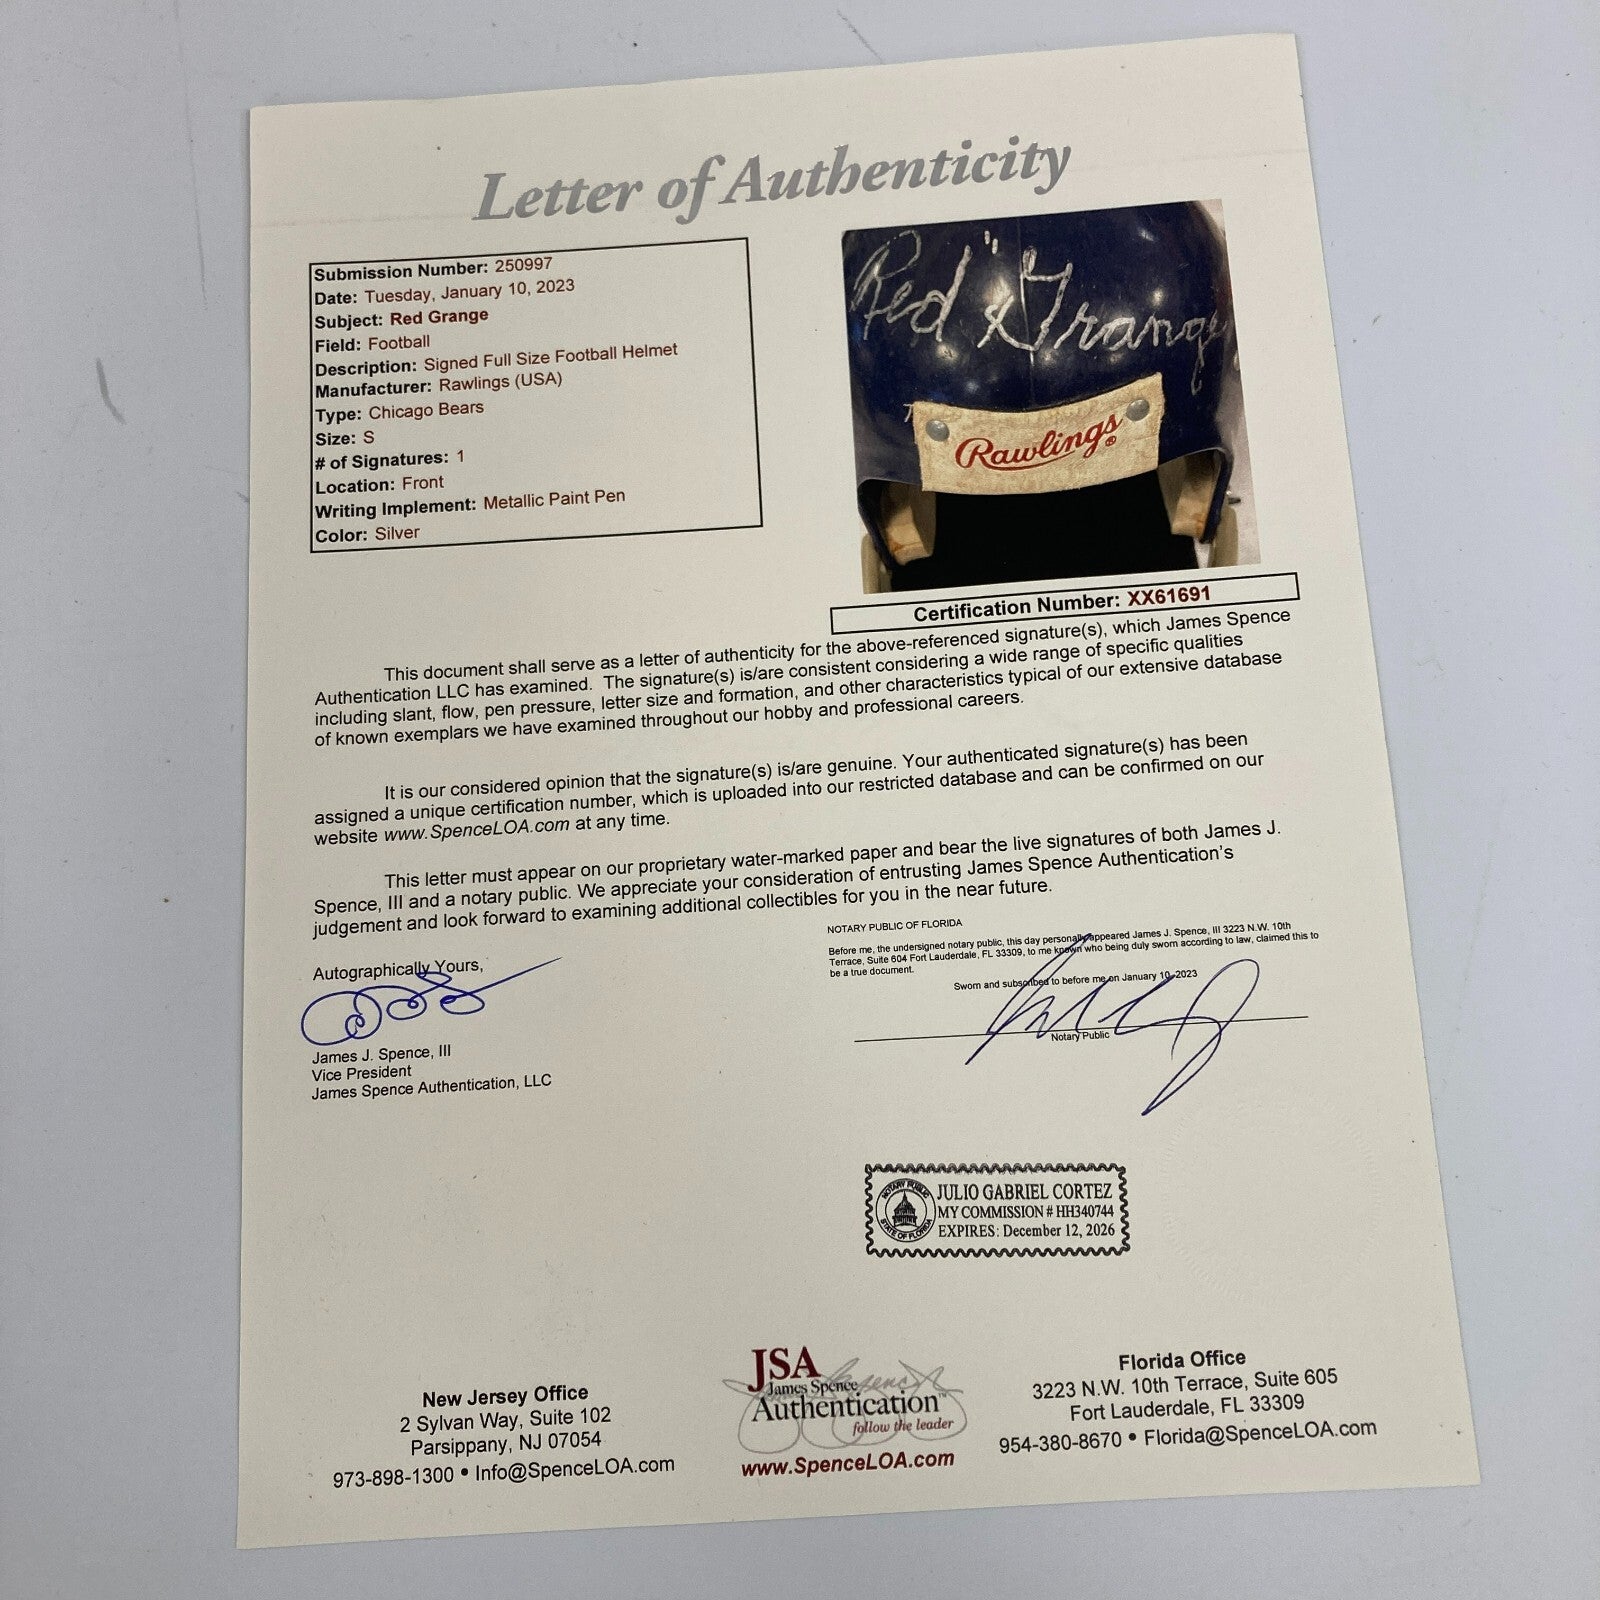 Letter of Authenticity
Submission Number: 250997
Date: Tuesday, January 10, 2023
Subject: Red Grange
Field: Football
Description: Signed Full Size Football Helmet
Manufacturer: Rawlings (USA)
Type: Chicago Bears
Size: S
# of Signatures: 1
Location: Front
Writing Implement: Metallic Paint Pen
Color: Silver
"Red" Grange
Rawlings®
Certification Number: XX61691
This document shall serve as a letter of authenticity for the above-referenced signature(s), which James Spence
Authentication LLC has examined. The signature(s) is/are consistent considering a wide range of specific qualities
including slant, flow, pen pressure, letter size and formation, and other characteristics typical of our extensive database
of known exemplars we have examined throughout our hobby and professional careers.
It is our considered opinion that the signature(s) is/are genuine. Your authenticated signature(s) has been
assigned a unique certification number, which is uploaded into our restricted database and can be confirmed on our
website www.SpenceLOA.com at any time.
This letter must appear on our proprietary water-marked paper and bear the live signatures of both James J.
Spence, III and a notary public. We appreciate your consideration of entrusting James Spence Authentication's
judgement and look forward to examining additional collectibles for you in the near future.
NOTARY PUBLIC OF FLORIDA
Before me, the undersigned notary public, this day personally appeared James J. Spence, III 3223 N.W. 10th
Terrace, Suite 604 Fort Lauderdale, FL 33309, to me known who being duly sworn according to law, claimed this to
be a true document.
Sworn and subscribed to before me on January 10, 2023
Notary Public
Autographically Yours,
James J. Spence, III
Vice President
James Spence Authentication, LLC
NOTARY PUBLIC
STATE OF FLORIDA
JULIO GABRIEL CORTEZ
MY COMMISSION # HH340744
EXPIRES: December 12, 2026
New Jersey Office
2 Sylvan Way, Suite 102
Parsippany, NJ 07054
973-898-1300 • Info@SpenceLOA.com
JSA
James Spence
Authentication™
follow the leader
www.SpenceLOA.com
Florida Office
3223 N.W. 10th Terrace, Suite 605
Fort Lauderdale, FL 33309
954-380-8670 • Florida@SpenceLOA.com